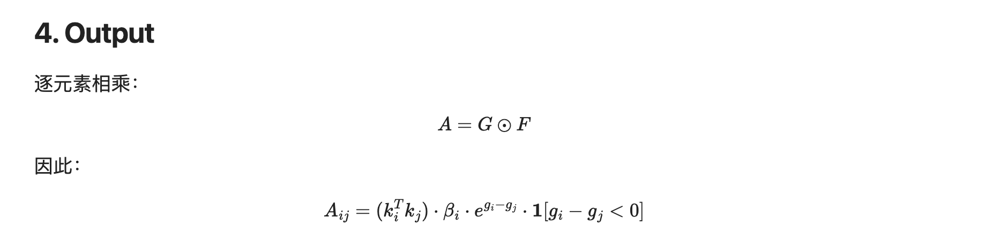 4. Output
逐元素相乘：
A = G ⊙ F
因此：
A_{ij} = (k_i^T k_j) · β_i · e^{g_i − g_j} · 𝟏[g_i − g_j < 0]